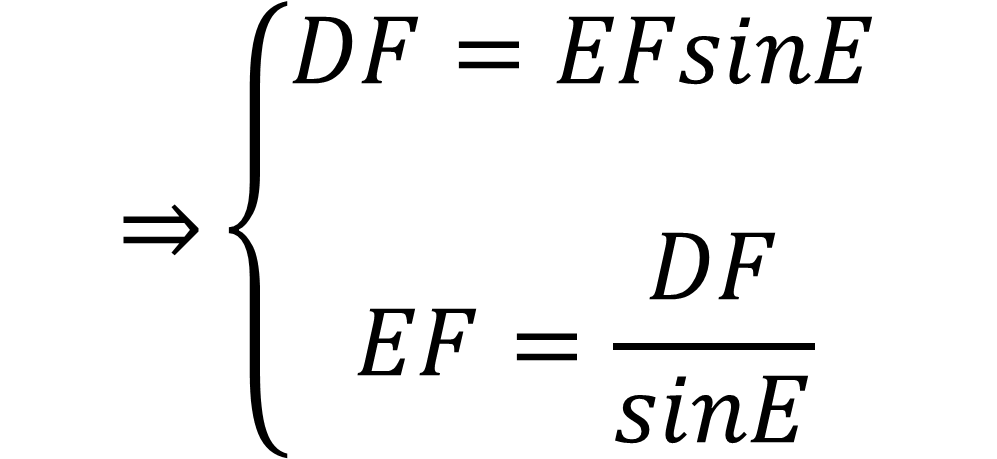 DF = EFsinE
⇒ {
EF = DF/sinE